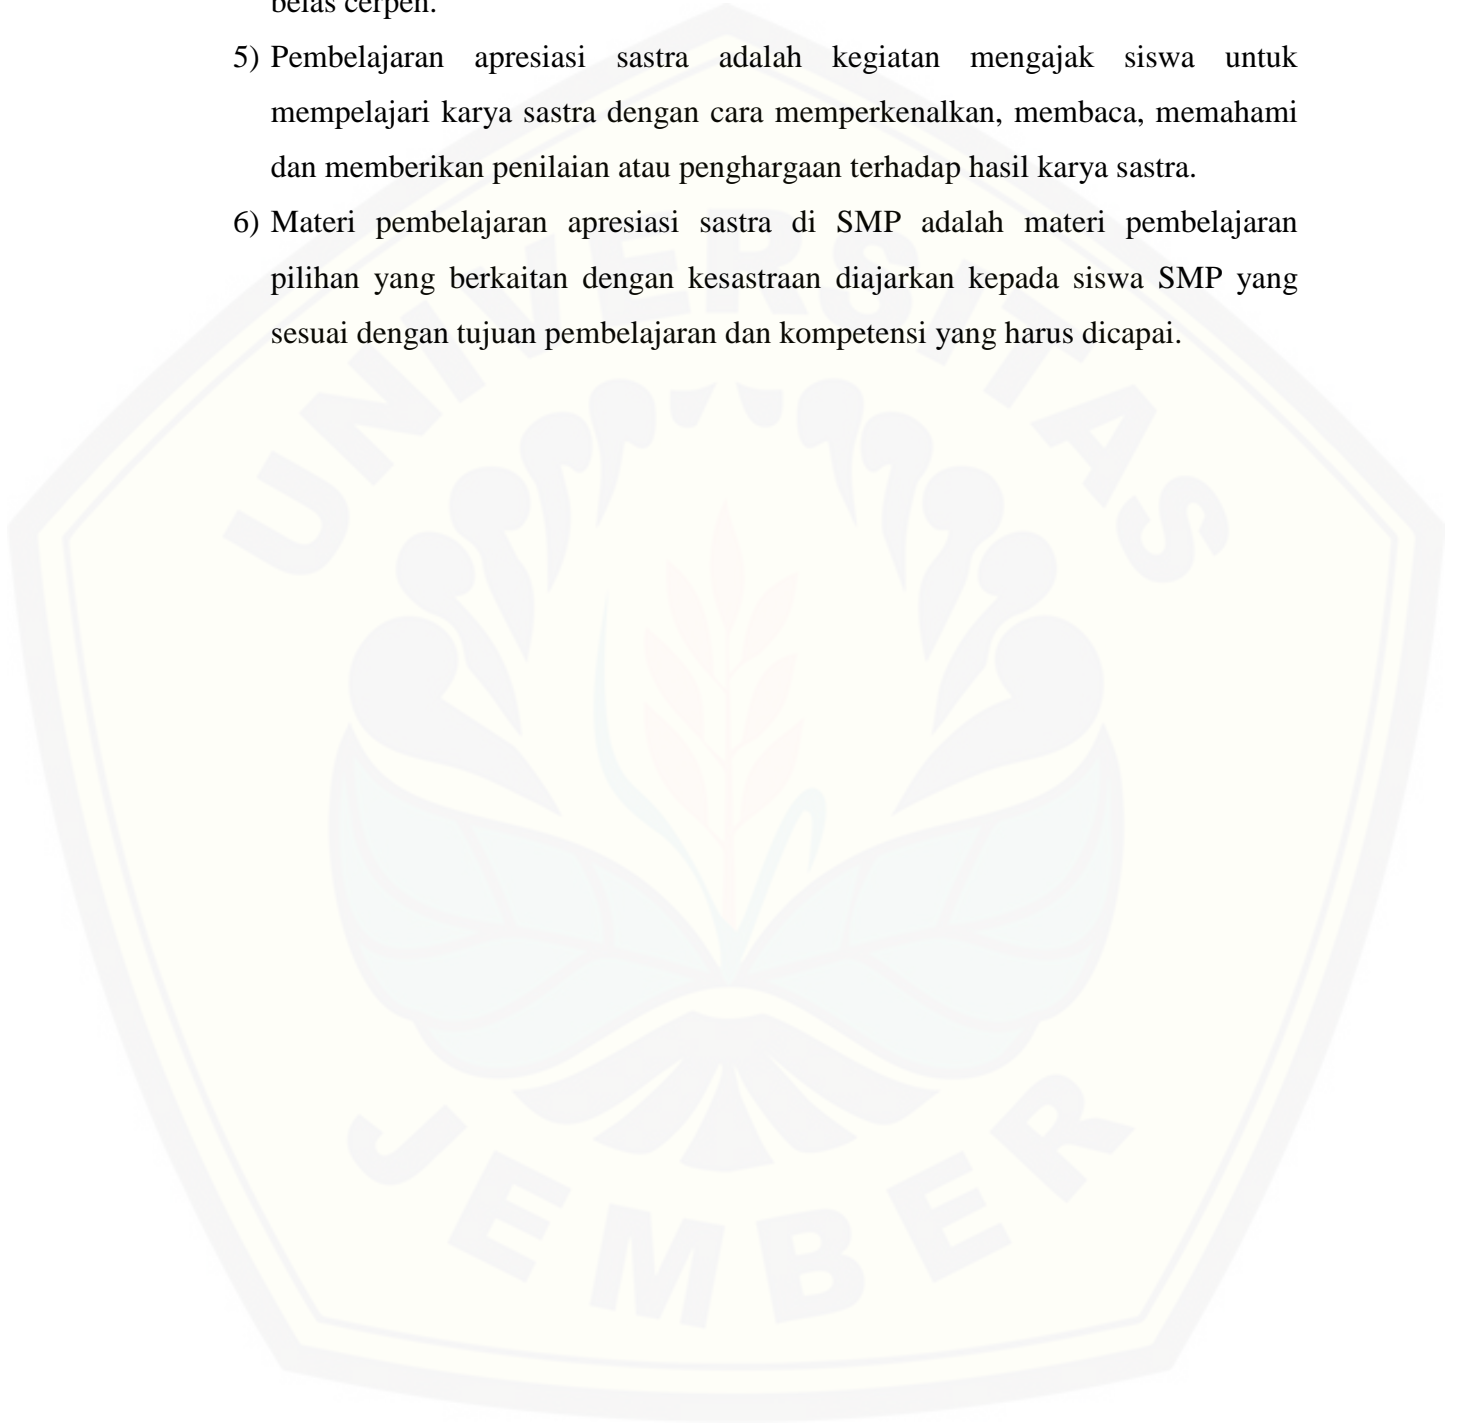 belas cerpen.
5) Pembelajaran apresiasi sastra adalah kegiatan mengajak siswa untuk
mempelajari karya sastra dengan cara memperkenalkan, membaca, memahami
dan memberikan penilaian atau penghargaan terhadap hasil karya sastra.
6) Materi pembelajaran apresiasi sastra di SMP adalah materi pembelajaran
pilihan yang berkaitan dengan kesastraan diajarkan kepada siswa SMP yang
sesuai dengan tujuan pembelajaran dan kompetensi yang harus dicapai.
UNIVERSITAS
JEMBER